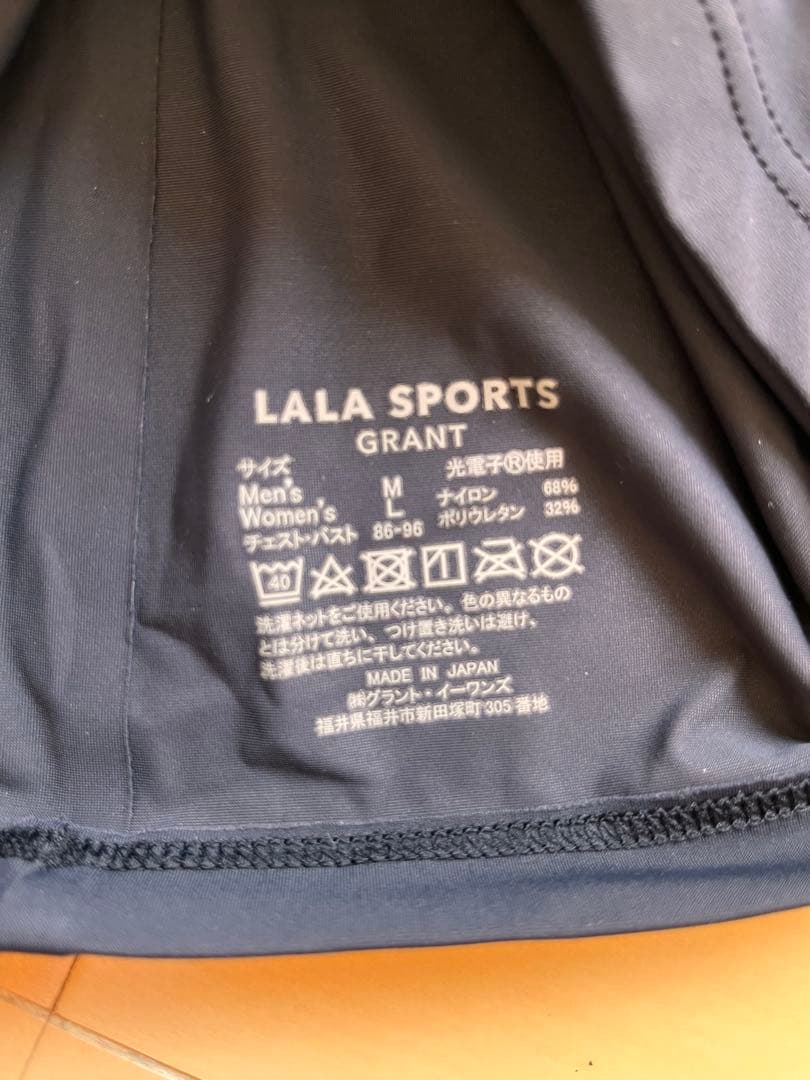 LALA SPORTS
GRANT
サイズ 光電子®使用
Men's M ナイロン 68%
Women's L ポリウレタン 32%
チェスト・バスト 86-96
40
洗濯ネットをご使用ください。色の異なるもの
とは分けて洗い、つけ置き洗いは避け、
洗濯後は直ちに干してください。
MADE IN JAPAN
㈱グラント・イーワンズ
福井県福井市新田塚町305番地